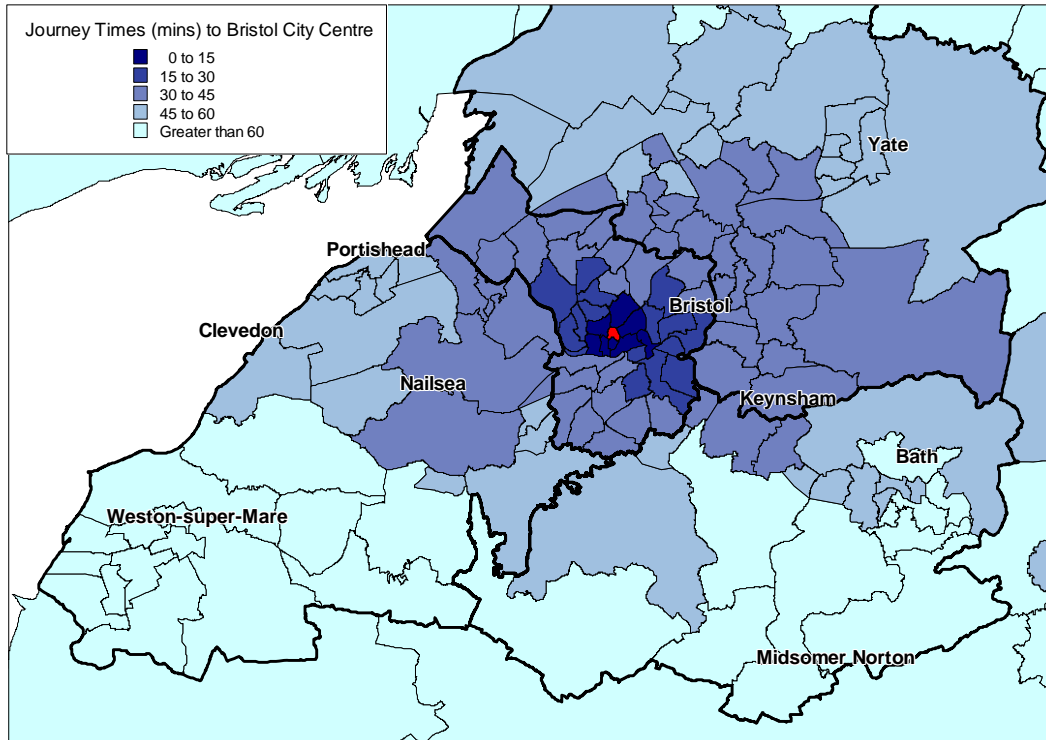 Journey Times (mins) to Bristol City Centre
0 to 15
15 to 30
30 to 45
45 to 60
Greater than 60
Yate
Portishead
Bristol
Clevedon
Nailsea
Keynsham
Bath
Weston-super-Mare
Midsomer Norton